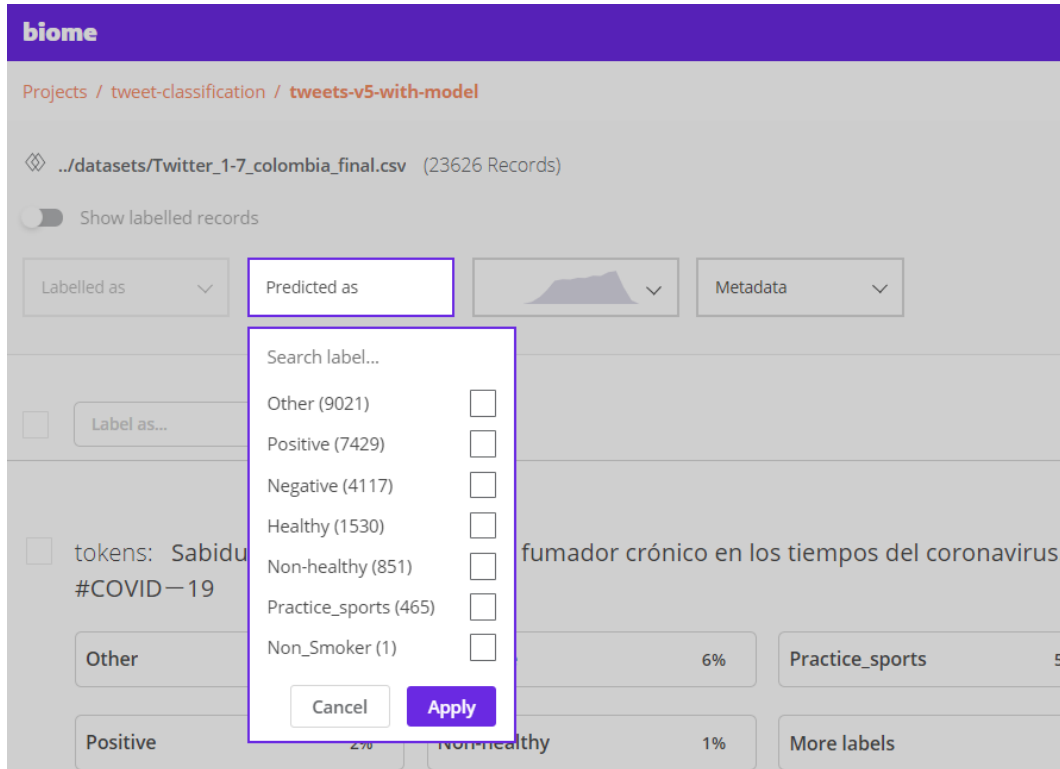 biome
Projects / tweet-classification / tweets-v5-with-model
../datasets/Twitter_1-7_colombia_final.csv (23626 Records)
Show labelled records
Labelled as
Predicted as
Metadata
Search label...
Other (9021)
Positive (7429)
Negative (4117)
Healthy (1530)
Non-healthy (851)
Practice_sports (465)
Non_Smoker (1)
Cancel Apply
Label as...
tokens: Sabidu fumador crónico en los tiempos del coronavirus
#COVID—19
Other 6% Practice_sports 5
Positive 2% Non-healthy 1% More labels